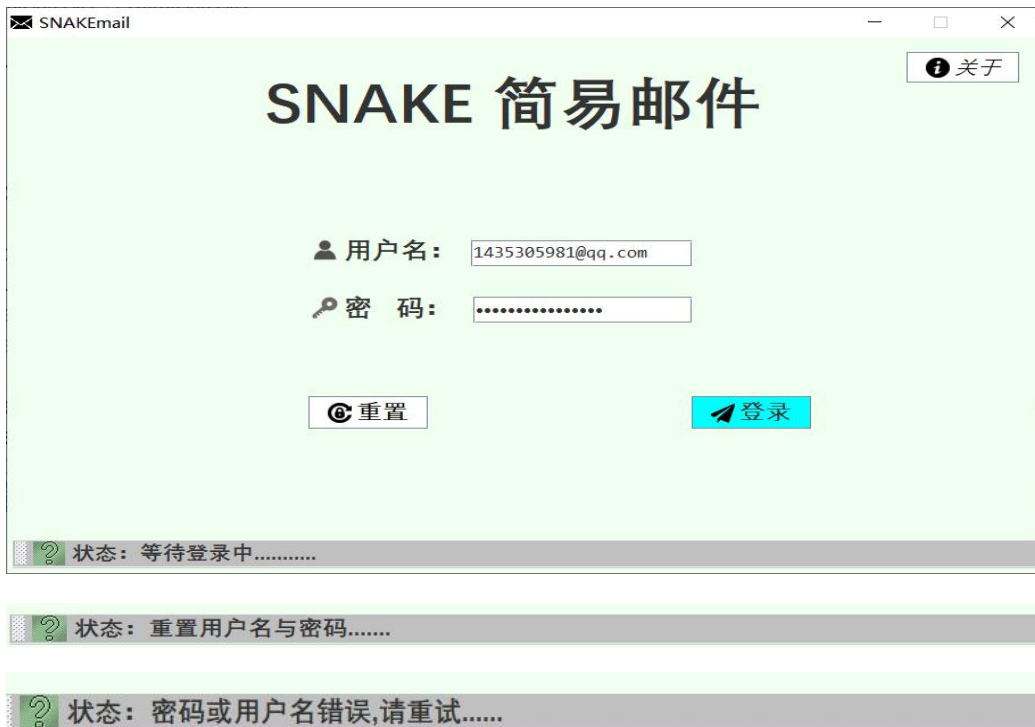 SNAKEmail
关于
SNAKE 简易邮件
用户名： 1435305981@qq.com
密 码： ••••••••••••••••
重置
登录
状态：等待登录中...........
状态：重置用户名与密码.......
状态：密码或用户名错误,请重试......